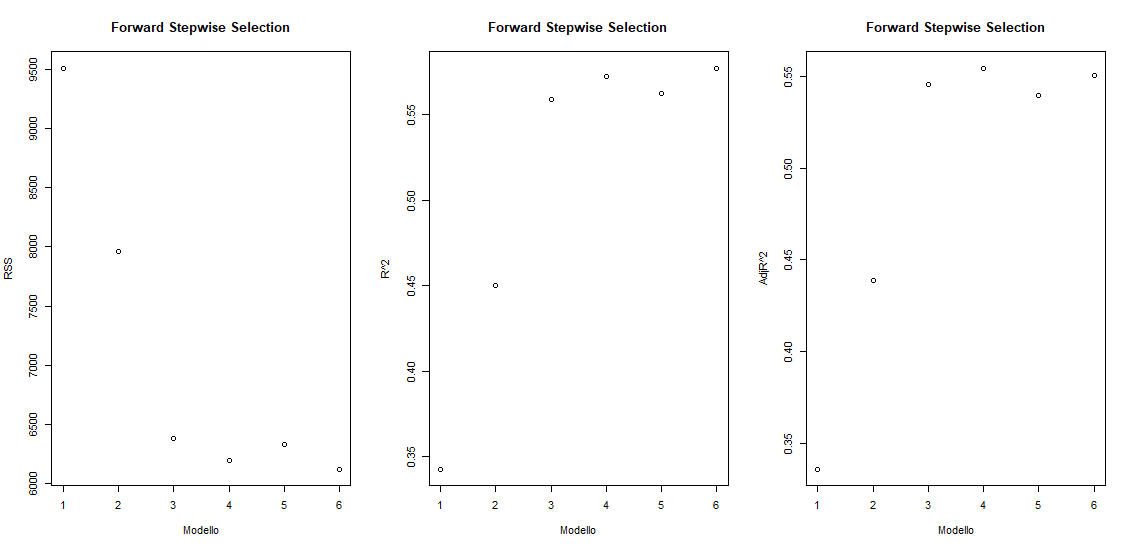 Forward Stepwise Selection
RSS
9500
9000
8500
8000
7500
7000
6500
6000
1 2 3 4 5 6
Modello
Forward Stepwise Selection
R^2
0.55
0.50
0.45
0.40
0.35
1 2 3 4 5 6
Modello
Forward Stepwise Selection
AdjR^2
0.55
0.50
0.45
0.40
0.35
1 2 3 4 5 6
Modello